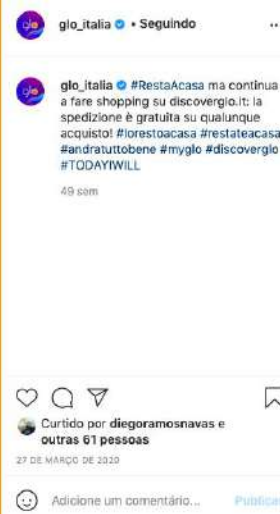 glo_italia • Seguindo
glo_italia #RestaAcasa ma continua
a fare shopping su discoverglo.it: la
spedizione è gratuita su qualunque
acquisto! #iorestoacasa #restateacasa
#andratuttobene #myglo #discoverglo
#TODAYIWILL
49 sem
Curtido por diegoramosnavas e
outras 61 pessoas
27 DE MARÇO DE 2020
Adicione um comentário...
Publicar